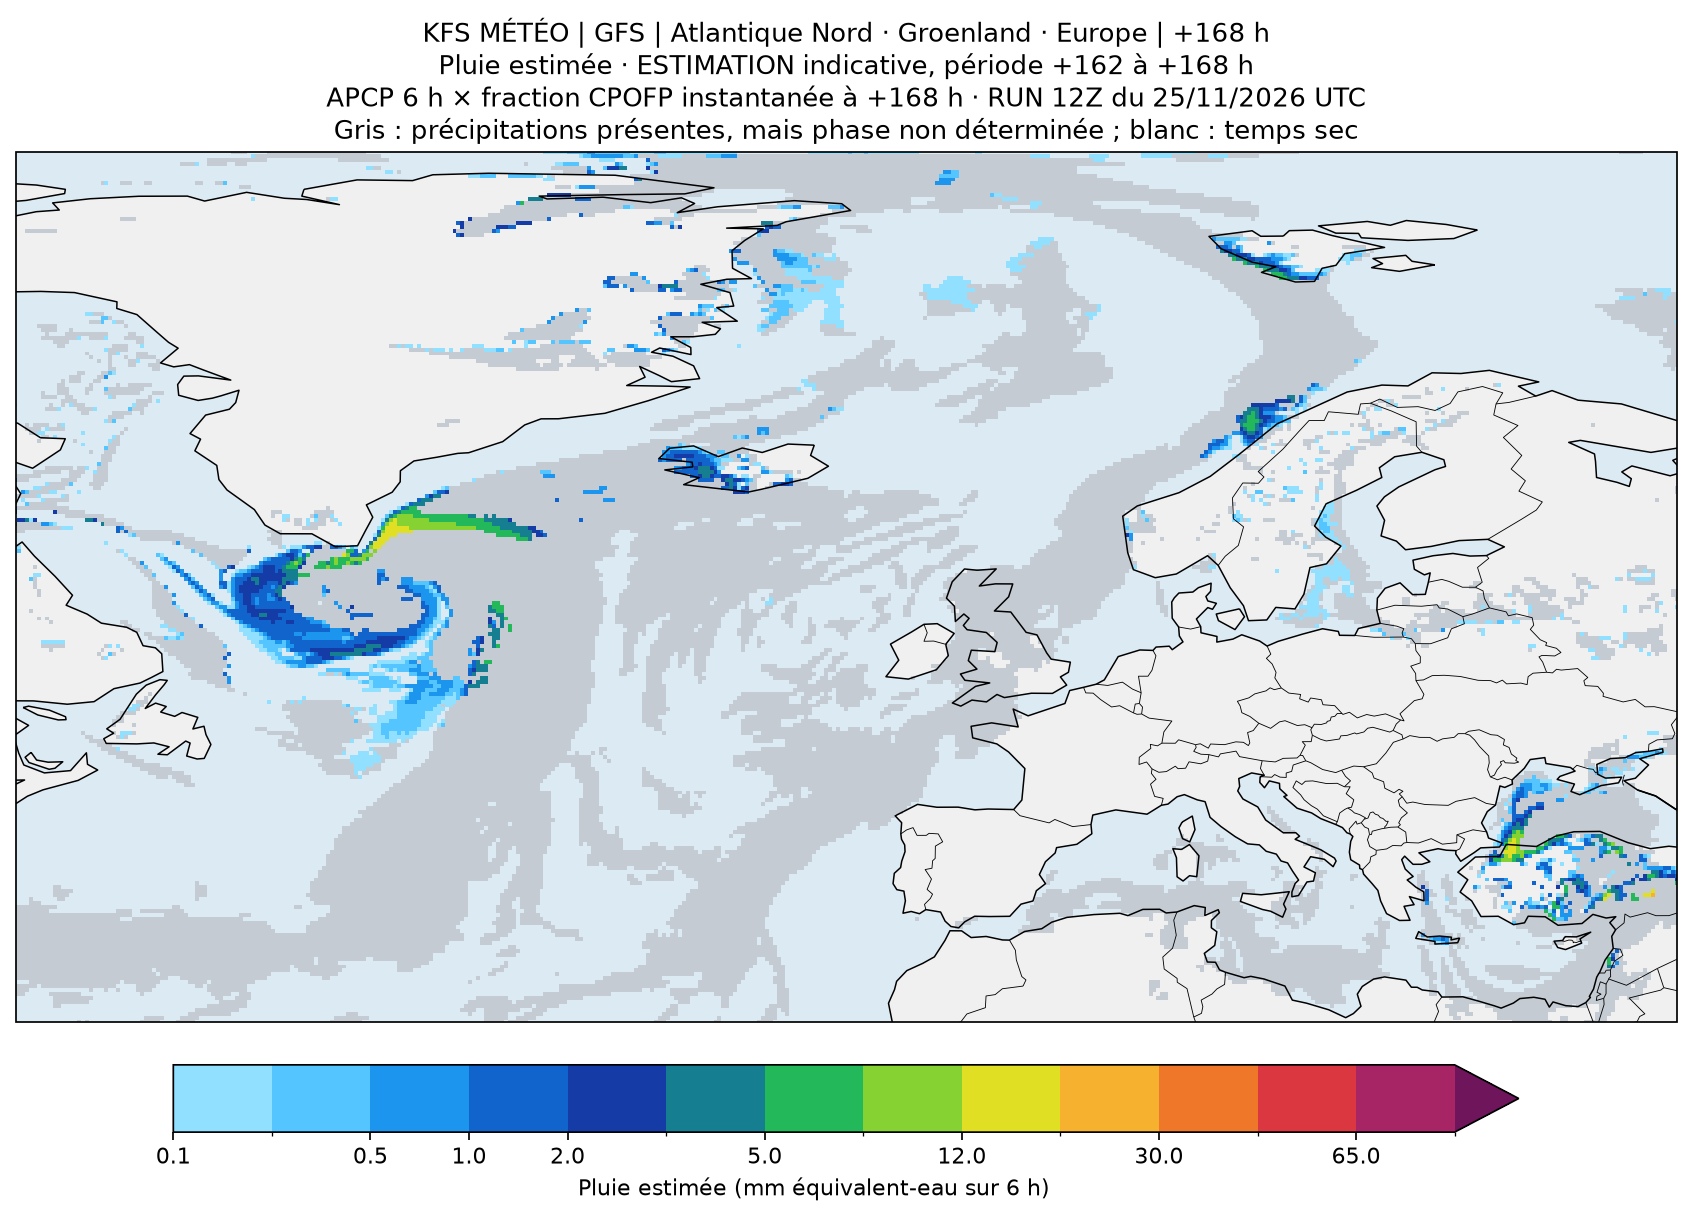 KFS MÉTÉO | GFS | Atlantique Nord · Groenland · Europe | +168 h
Pluie estimée · ESTIMATION indicative, période +162 à +168 h
APCP 6 h × fraction CPOFP instantanée à +168 h · RUN 12Z du 25/11/2026 UTC
Gris : précipitations présentes, mais phase non déterminée ; blanc : temps sec
0.1 0.5 1.0 2.0 5.0 12.0 30.0 65.0
Pluie estimée (mm équivalent-eau sur 6 h)